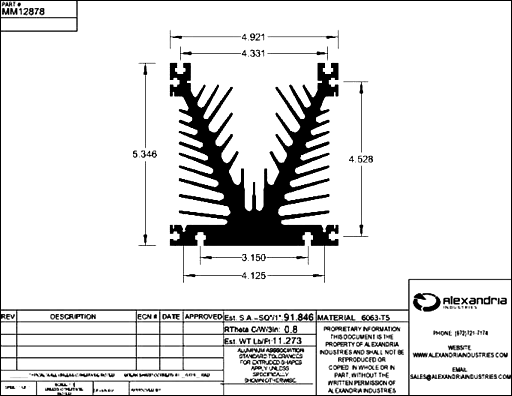 PART #
MM12878
4.921
4.331
5.346
4.528
3.150
4.125
REV DESCRIPTION ECN # DATE APPROVED
Est. S.A.-SQ"/1" 91.846
RTheta C/W/3in: 0.8
Est. WT Lb/Ft: 11.273
ALUMINUM ASSOCIATION
STANDARD TOLERANCES
FOR EXTRUDED SHAPES
APPLY UNLESS
SPECIFICALLY
SHOWN OTHERWISE.
MATERIAL 6063-T5
PROPRIETARY INFORMATION
THIS DOCUMENT IS THE
PROPERTY OF ALEXANDRIA
INDUSTRIES AND SHALL NOT BE
REPRODUCED OR
COPIED IN WHOLE OR IN
PART, WITHOUT THE
WRITTEN PERMISSION OF
ALEXANDRIA INDUSTRIES
Alexandria
INDUSTRIES
PHONE (972)721-7174
WEBSITE
WWW.ALEXANDRIAINDUSTRIES.COM
EMAIL
SALES@ALEXANDRIAINDUSTRIES.COM